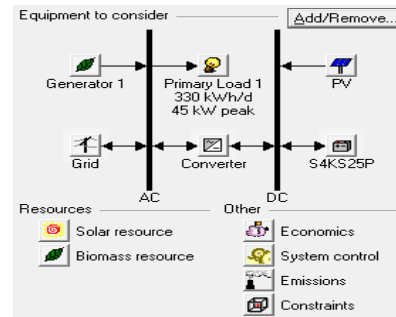 Equipment to consider
Add/Remove...
Generator 1
Primary Load 1
330 kWh/d
45 kW peak
PV
Grid
Converter
S4KS25P
AC
DC
Resources
Other
Solar resource
Economics
Biomass resource
System control
Emissions
Constraints